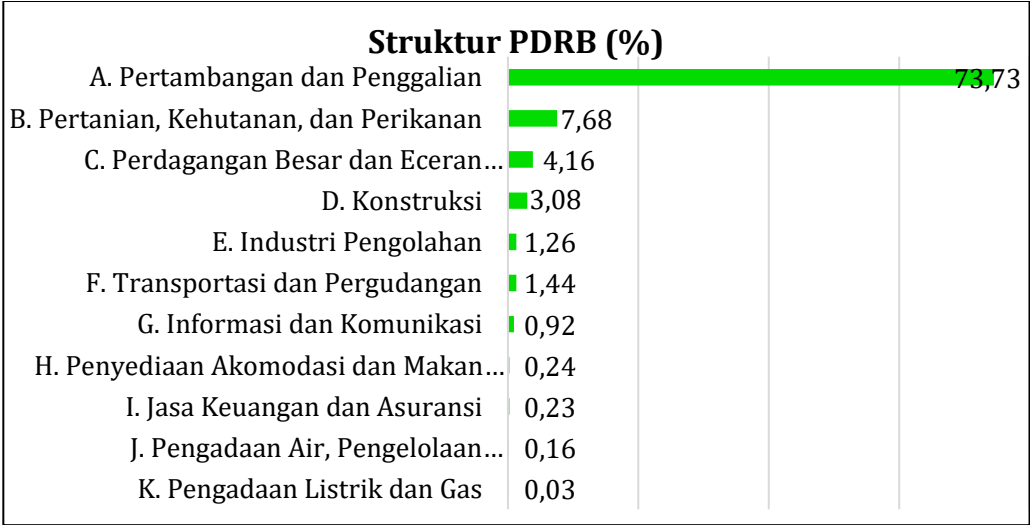 Struktur PDRB (%)
A. Pertambangan dan Penggalian 73,73
B. Pertanian, Kehutanan, dan Perikanan 7,68
C. Perdagangan Besar dan Eceran… 4,16
D. Konstruksi 3,08
E. Industri Pengolahan 1,26
F. Transportasi dan Pergudangan 1,44
G. Informasi dan Komunikasi 0,92
H. Penyediaan Akomodasi dan Makan… 0,24
I. Jasa Keuangan dan Asuransi 0,23
J. Pengadaan Air, Pengelolaan… 0,16
K. Pengadaan Listrik dan Gas 0,03